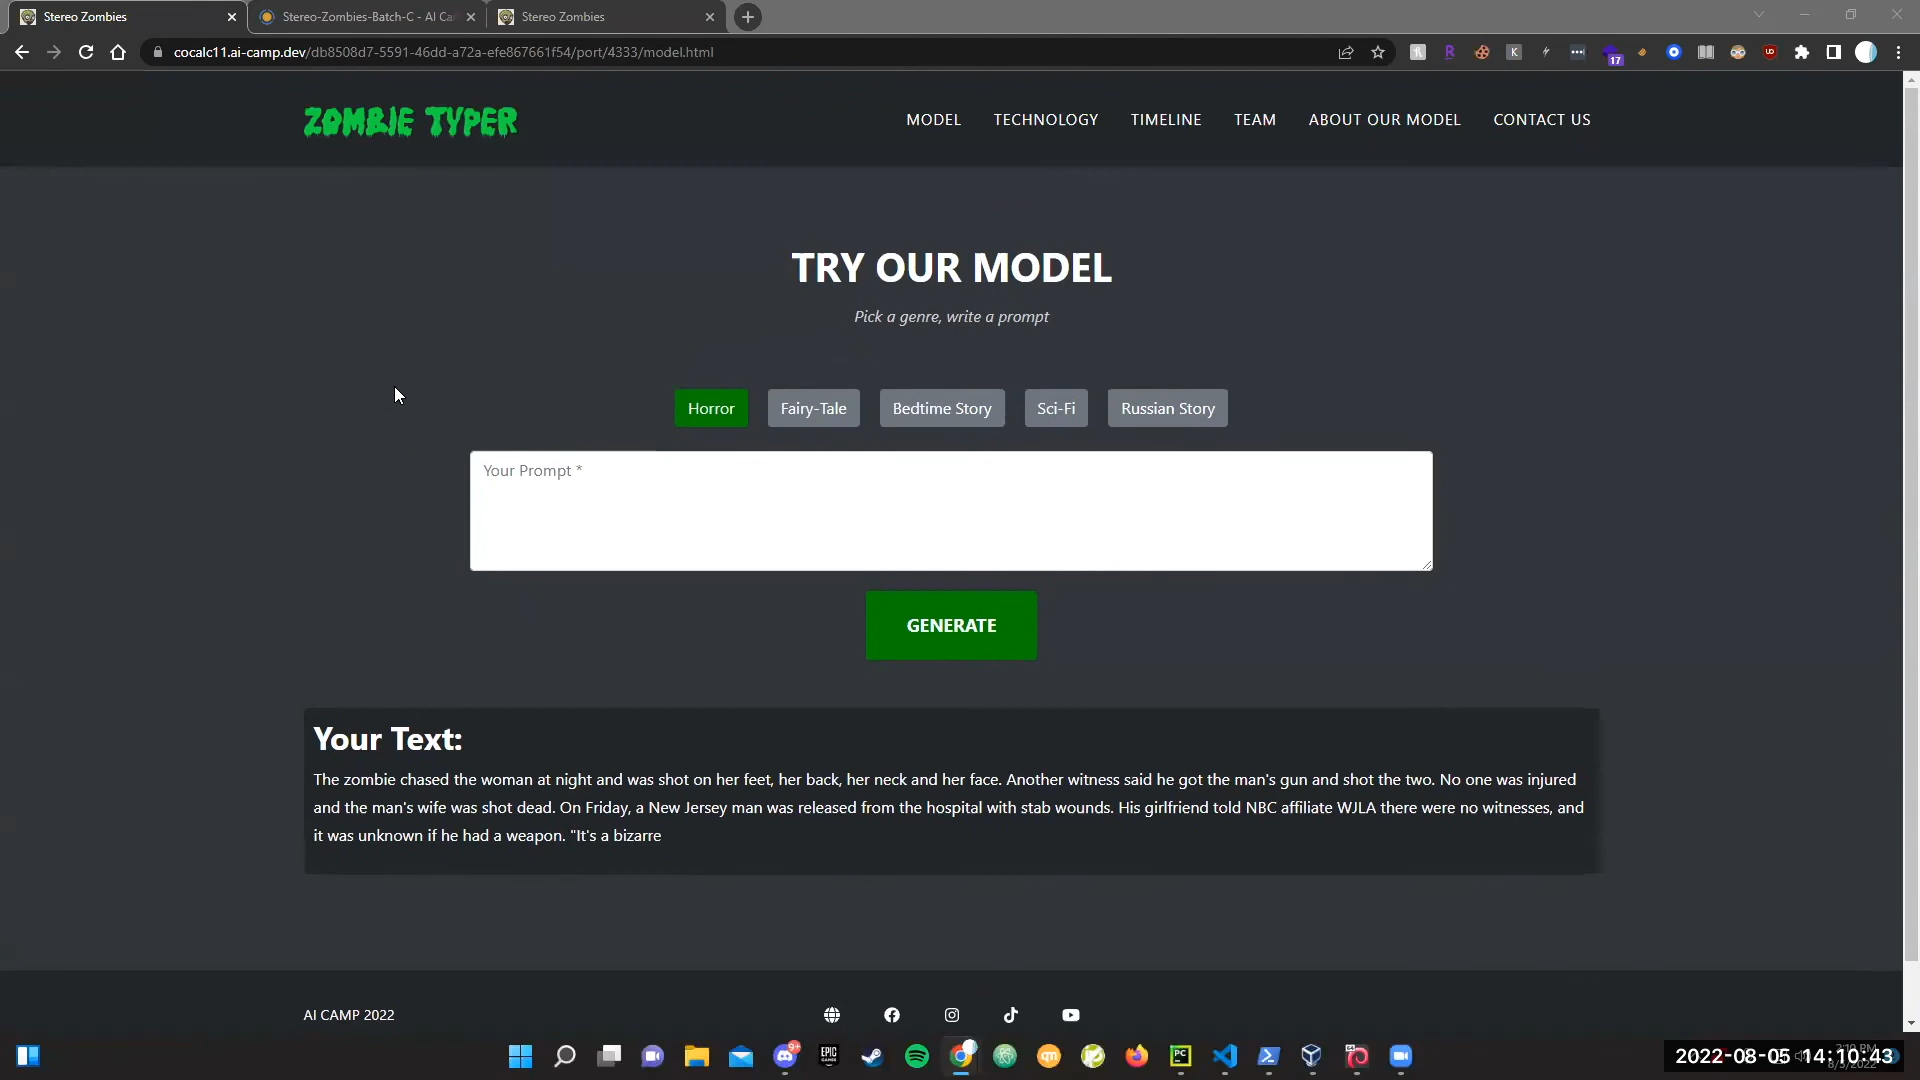 Stereo Zombies
Stereo-Zombies-Batch-C - AI Ca
Stereo Zombies
cocalc11.ai-camp.dev/db8508d7-5591-46dd-a72a-efe867661f54/port/4333/model.html
17
ZOMBIE TYPER
MODEL
TECHNOLOGY
TIMELINE
TEAM
ABOUT OUR MODEL
CONTACT US
TRY OUR MODEL
Pick a genre, write a prompt
Horror
Fairy-Tale
Bedtime Story
Sci-Fi
Russian Story
Your Prompt *
GENERATE
Your Text:
The zombie chased the woman at night and was shot on her feet, her back, her neck and her face. Another witness said he got the man's gun and shot the two. No one was injured
and the man's wife was shot dead. On Friday, a New Jersey man was released from the hospital with stab wounds. His girlfriend told NBC affiliate WJLA there were no witnesses, and
it was unknown if he had a weapon. "It's a bizarre
AI CAMP 2022
2022-08-05 14:10:43